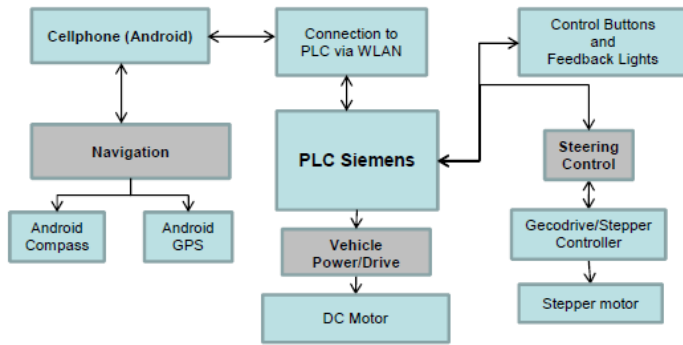 Cellphone (Android)
Connection to
PLC via WLAN
Control Buttons
and
Feedback Lights
Navigation
PLC Siemens
Steering
Control
Android
Compass
Android
GPS
Vehicle
Power/Drive
Gecodrive/Stepper
Controller
DC Motor
Stepper motor